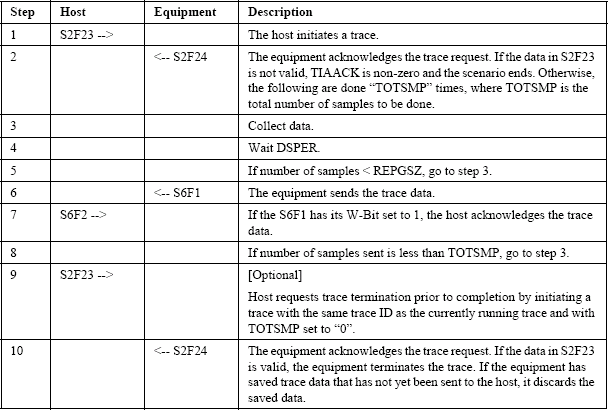 Step Host Equipment Description
1 S2F23 --> The host initiates a trace.
2 <-- S2F24 The equipment acknowledges the trace request. If the data in S2F23
is not valid, TIAACK is non-zero and the scenario ends. Otherwise,
the following are done “TOTSMP” times, where TOTSMP is the
total number of samples to be done.
3 Collect data.
4 Wait DSPER.
5 If number of samples < REPGSZ, go to step 3.
6 <-- S6F1 The equipment sends the trace data.
7 S6F2 --> If the S6F1 has its W-Bit set to 1, the host acknowledges the trace
data.
8 If number of samples sent is less than TOTSMP, go to step 3.
9 S2F23 --> [Optional]
Host requests trace termination prior to completion by initiating a
trace with the same trace ID as the currently running trace and with
TOTSMP set to “0”.
10 <-- S2F24 The equipment acknowledges the trace request. If the data in S2F23
is valid, the equipment terminates the trace. If the equipment has
saved trace data that has not yet been sent to the host, it discards the
saved data.